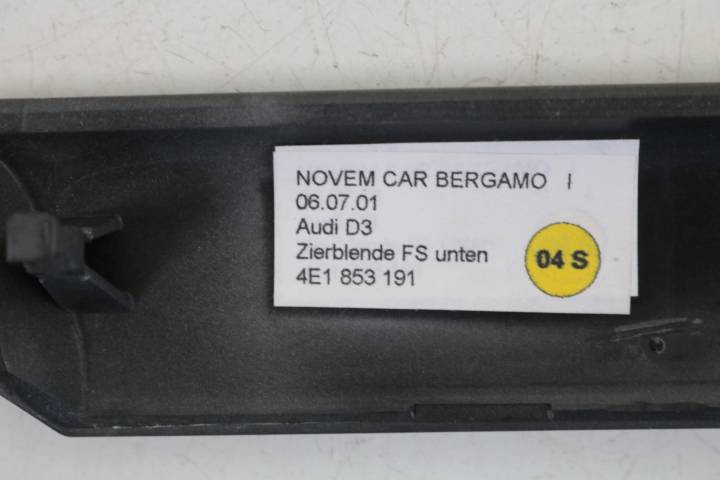 NOVEM CAR BERGAMO I
06.07.01
Audi D3
Zierblende FS unten
4E1 853 191
04 S